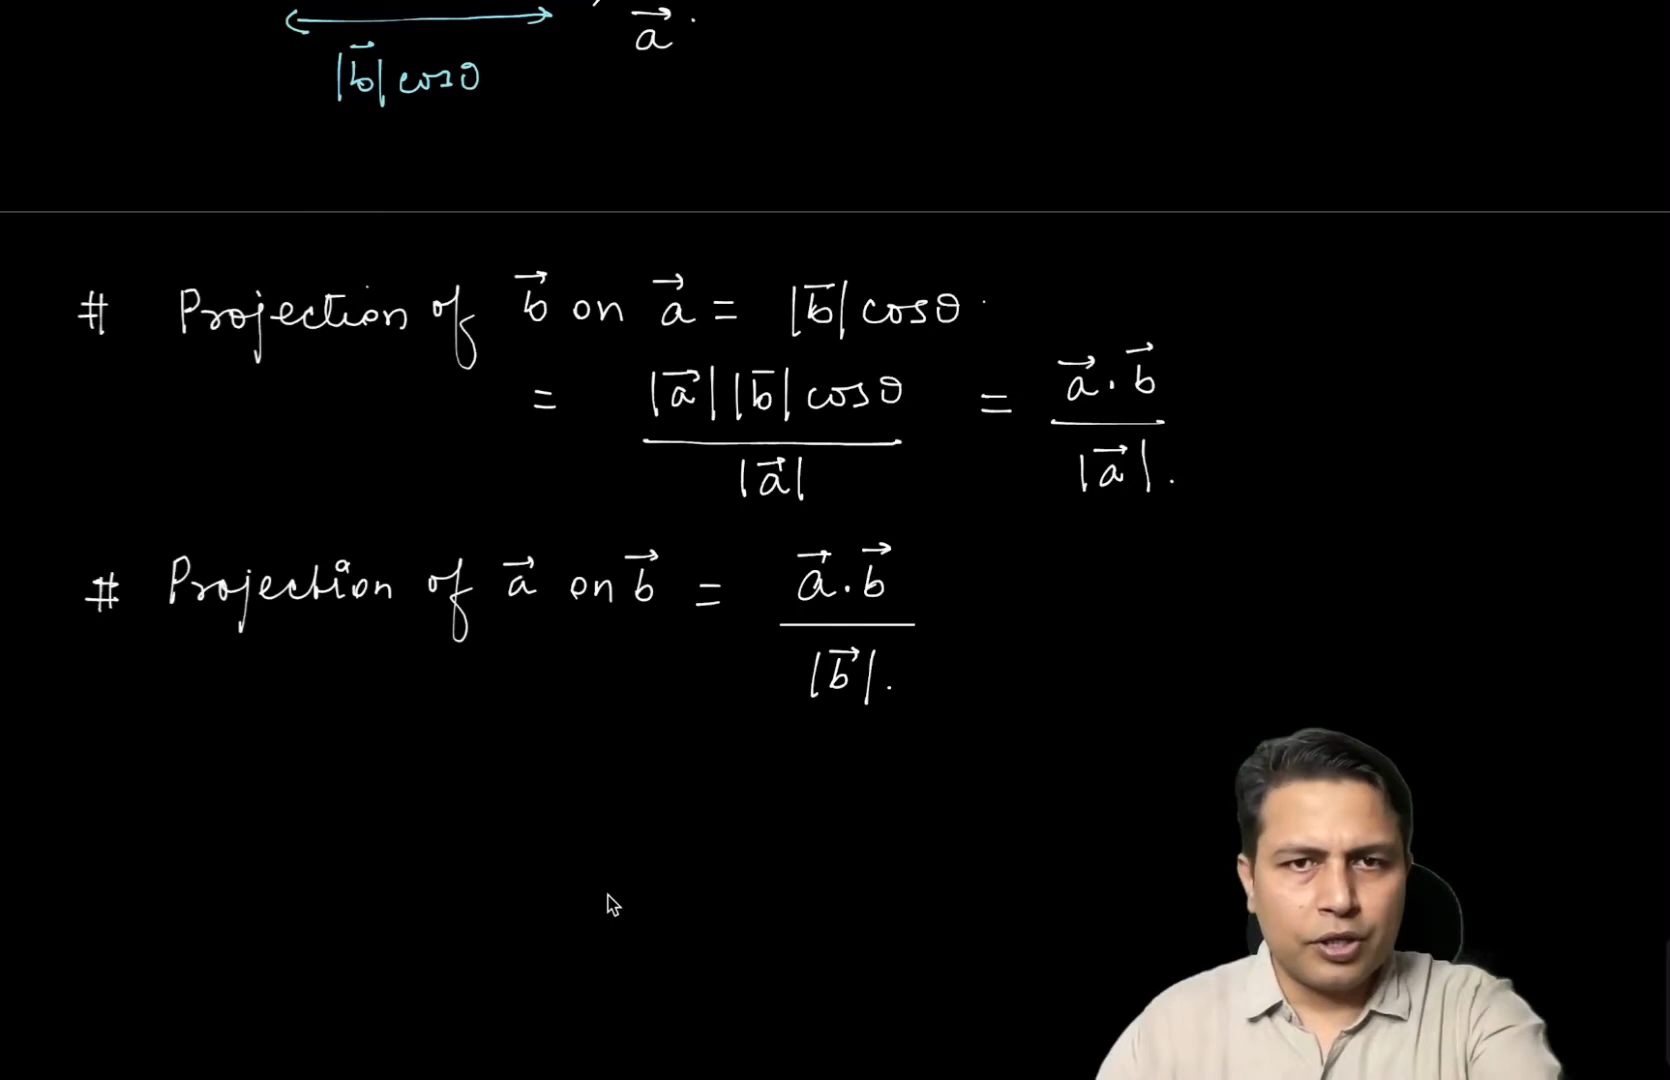 |b⃗| cosθ
a⃗.
# Projection of b⃗ on a⃗ = |b̅| cosθ.
= |a⃗| |b̅| cosθ / |a⃗| = a⃗ . b⃗ / |a⃗|.
# Projection of a⃗ on b⃗ = a⃗ . b⃗ / |b⃗|.